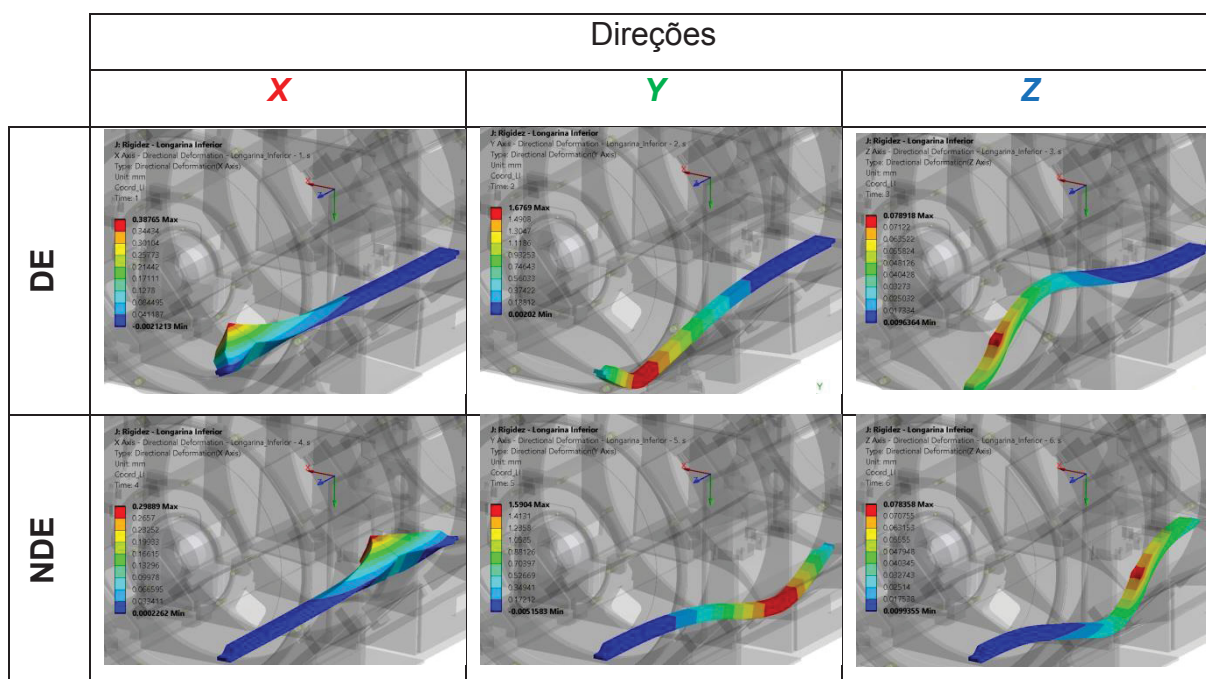 Direções
X
Y
Z
DE
J: Rigidez - Longarina Inferior
X Axis - Directional Deformation - Longarina_Inferior - 1. s
Type: Directional Deformation(X Axis)
Unit: mm
Coord_LI
Time: 1
0.38765 Max
0.34434
0.30104
0.25773
0.21442
0.17111
0.1278
0.084495
0.041187
-0.0021213 Min
J: Rigidez - Longarina Inferior
Y Axis - Directional Deformation - Longarina_Inferior - 2. s
Type: Directional Deformation(Y Axis)
Unit: mm
Coord_LI
Time: 2
1.6769 Max
1.4908
1.3047
1.1186
0.93253
0.74643
0.56033
0.37422
0.18812
0.00202 Min
Y
J: Rigidez - Longarina Inferior
Z Axis - Directional Deformation - Longarina_Inferior - 3. s
Type: Directional Deformation(Z Axis)
Unit: mm
Coord_LI
Time: 3
0.078918 Max
0.07122
0.063522
0.055824
0.048126
0.040428
0.03273
0.025032
0.017334
0.0096364 Min
NDE
J: Rigidez - Longarina Inferior
X Axis - Directional Deformation - Longarina_Inferior - 4. s
Type: Directional Deformation(X Axis)
Unit: mm
Coord_LI
Time: 4
0.29889 Max
0.2657
0.23252
0.19933
0.16615
0.13296
0.09978
0.066595
0.033411
0.0002262 Min
J: Rigidez - Longarina Inferior
Y Axis - Directional Deformation - Longarina_Inferior - 5. s
Type: Directional Deformation(Y Axis)
Unit: mm
Coord_LI
Time: 5
1.5904 Max
1.4131
1.2358
1.0585
0.88126
0.70397
0.52669
0.34941
0.17212
-0.0051583 Min
J: Rigidez - Longarina Inferior
Z Axis - Directional Deformation - Longarina_Inferior - 6. s
Type: Directional Deformation(Z Axis)
Unit: mm
Coord_LI
Time: 6
0.078358 Max
0.070755
0.063153
0.05555
0.047948
0.040345
0.032743
0.02514
0.017538
0.0099355 Min